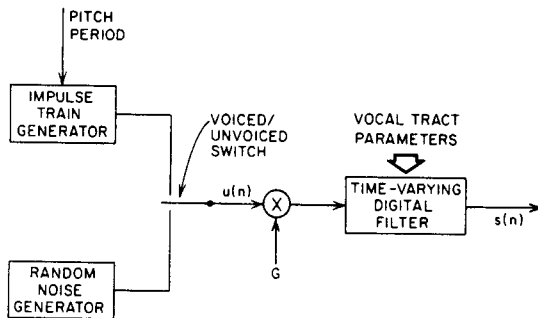 PITCH
PERIOD
IMPULSE
TRAIN
GENERATOR
VOICED/
UNVOICED
SWITCH
VOCAL TRACT
PARAMETERS
u(n)
X
G
TIME-VARYING
DIGITAL
FILTER
s(n)
RANDOM
NOISE
GENERATOR